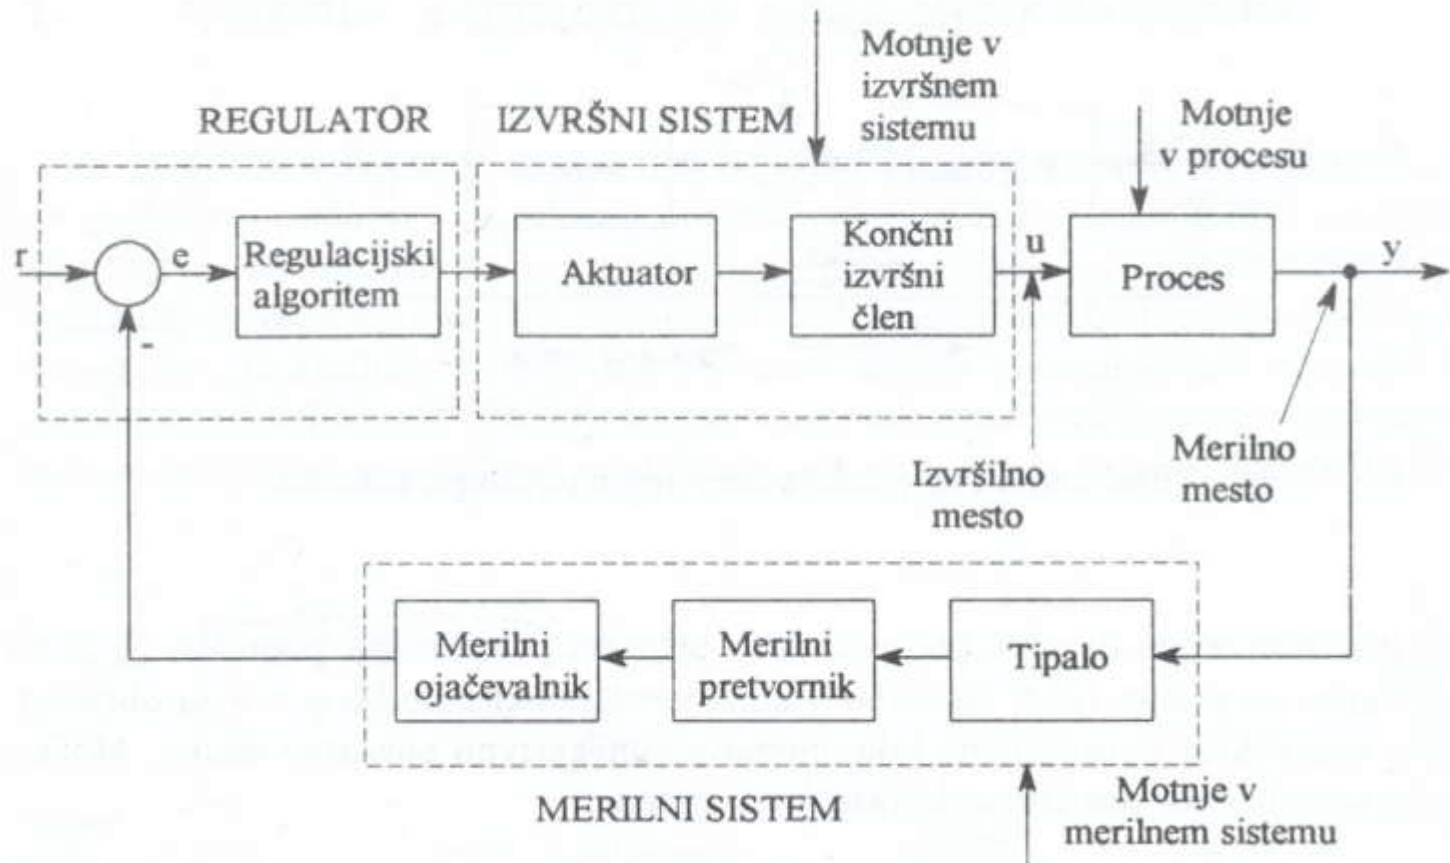 Motnje v
izvršnem
sistemu
Motnje
v procesu
REGULATOR
IZVRŠNI SISTEM
r
e
-
Regulacijski
algoritem
Aktuator
Končni
izvršni
člen
u
Proces
y
Izvršilno
mesto
Merilno
mesto
Merilni
ojačevalnik
Merilni
pretvornik
Tipalo
MERILNI SISTEM
Motnje v
merilnem sistemu